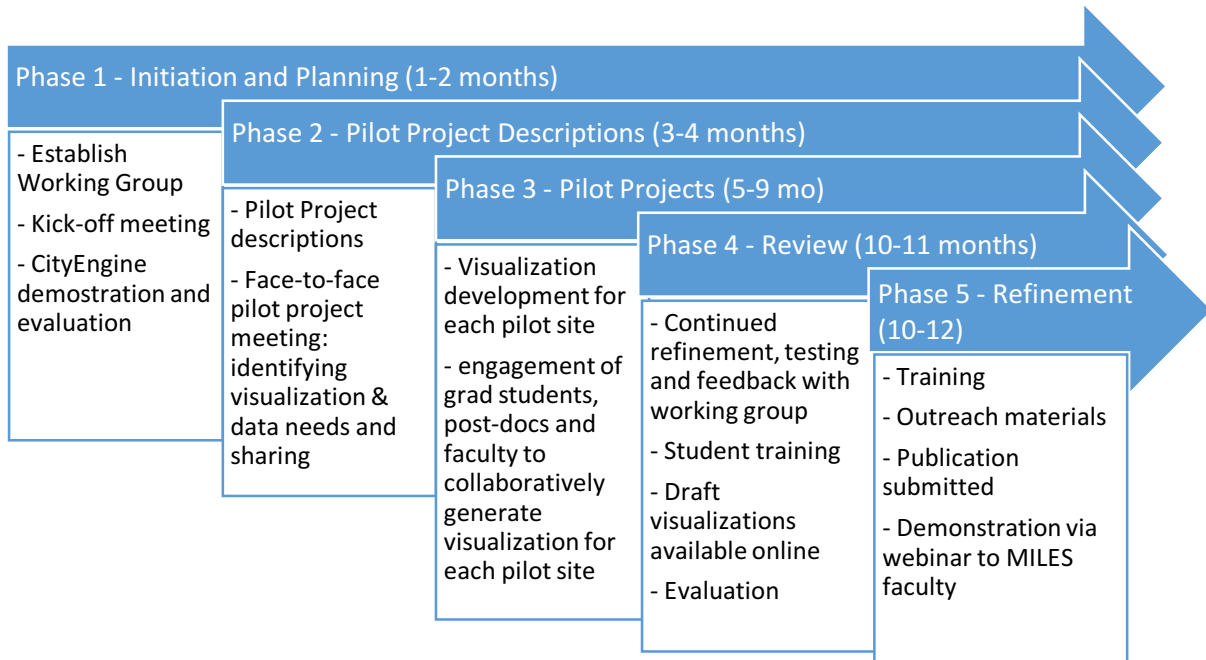 Phase 1 - Initiation and Planning (1-2 months)
- Establish
Working Group
- Kick-off meeting
- CityEngine
demostration and
evaluation
Phase 2 - Pilot Project Descriptions (3-4 months)
- Pilot Project
descriptions
- Face-to-face
pilot project
meeting:
identifying
visualization &
data needs and
sharing
Phase 3 - Pilot Projects (5-9 mo)
- Visualization
development for
each pilot site
- engagement of
grad students,
post-docs and
faculty to
collaboratively
generate
visualization for
each pilot site
Phase 4 - Review (10-11 months)
- Continued
refinement, testing
and feedback with
working group
- Student training
- Draft
visualizations
available online
- Evaluation
Phase 5 - Refinement
(10-12)
- Training
- Outreach materials
- Publication
submitted
- Demonstration via
webinar to MILES
faculty